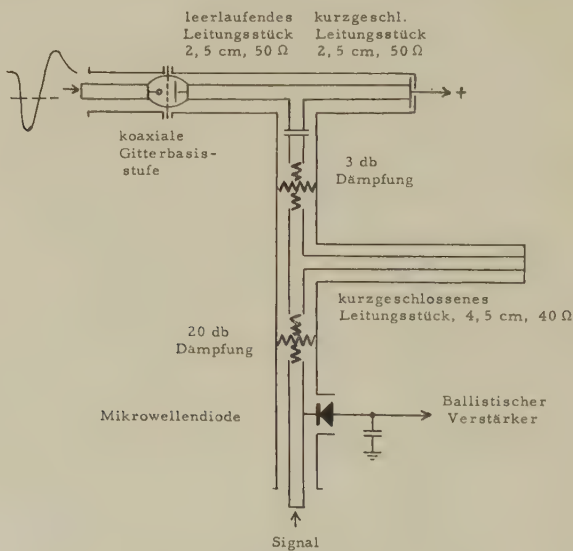 leerlaufendes
Leitungsstück
2,5 cm, 50 Ω
kurzgeschl.
Leitungsstück
2,5 cm, 50 Ω
+
koaxiale
Gitterbasis-
stufe
3 db
Dämpfung
kurzgeschlossenes
Leitungsstück, 4,5 cm, 40 Ω
20 db
Dämpfung
Mikrowellendiode
Ballistischer
Verstärker
Signal